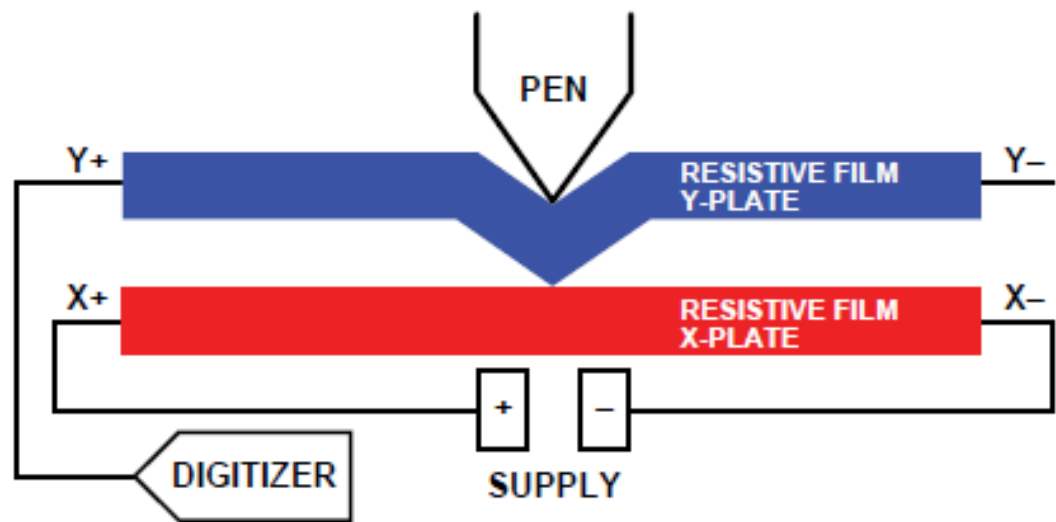 PEN
Y+
RESISTIVE FILM
Y-PLATE
Y–
X+
RESISTIVE FILM
X-PLATE
X–
+
–
DIGITIZER
SUPPLY